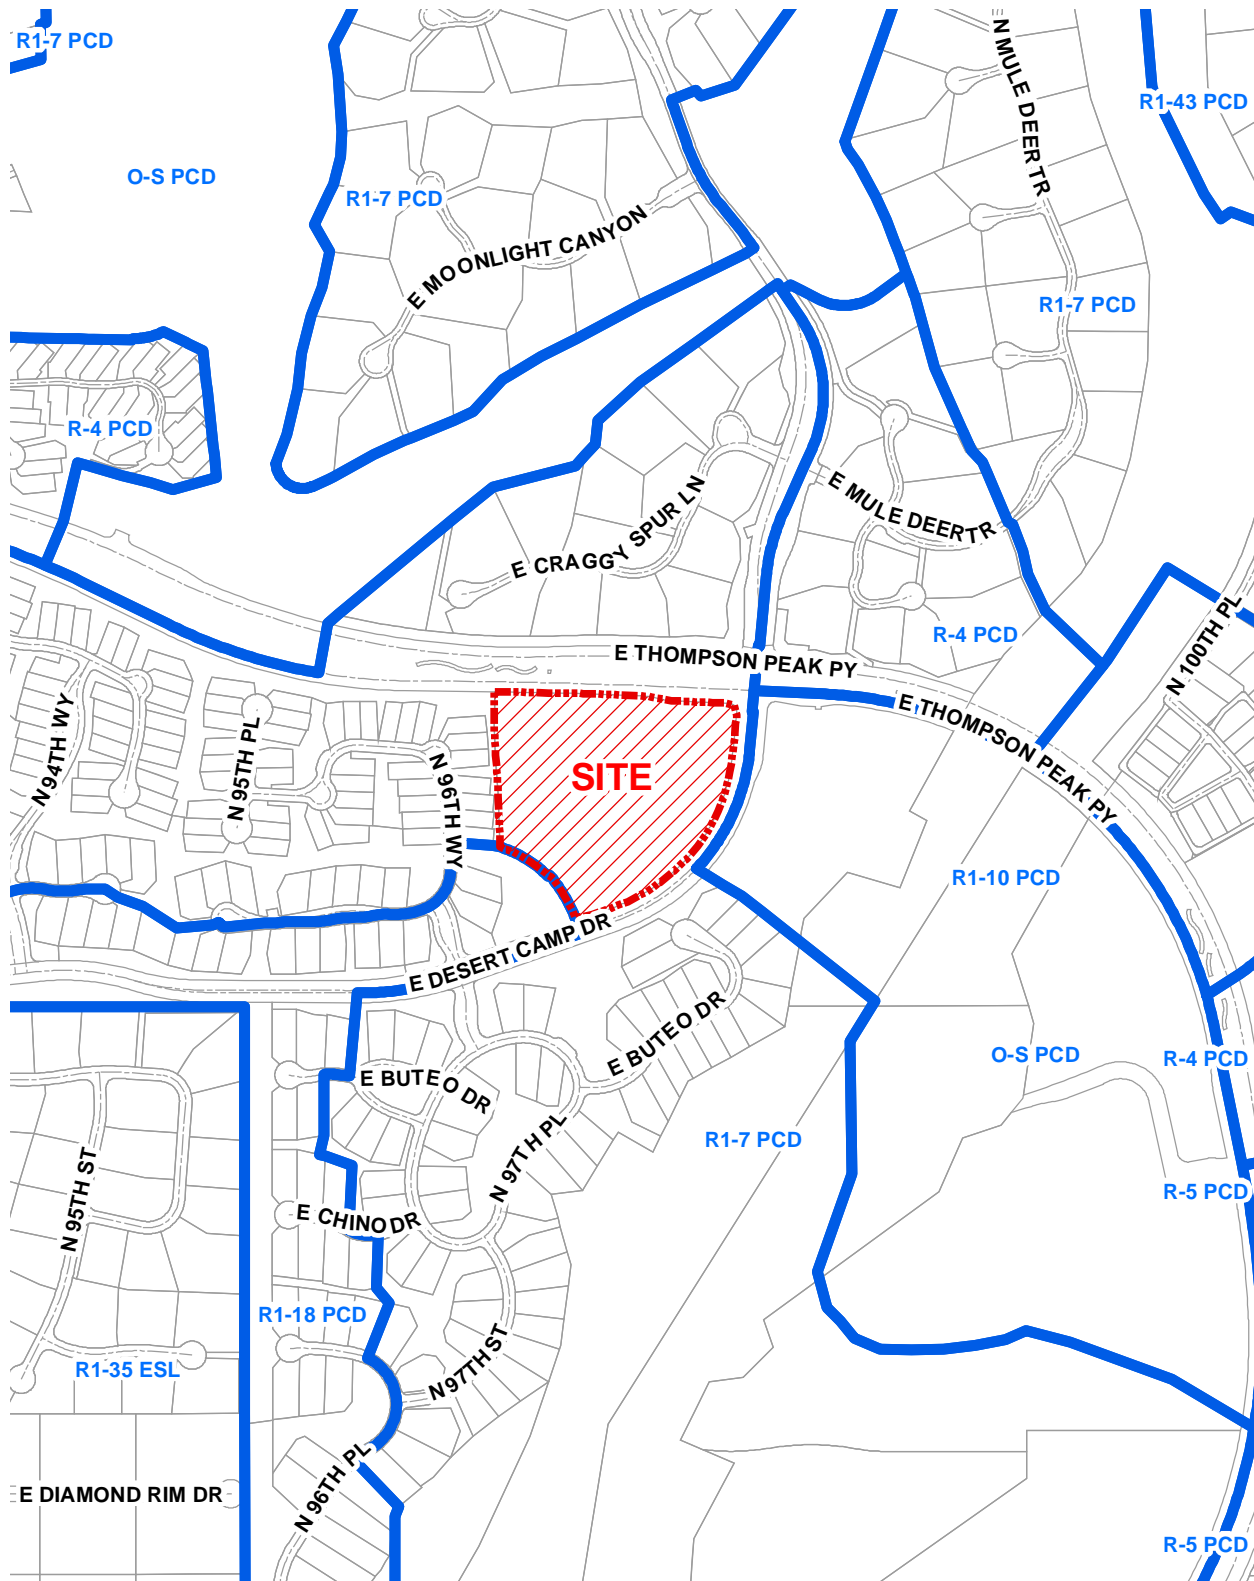 R1-7 PCD
N MULE DEER TR
R1-43 PCD
O-S PCD
R1-7 PCD
E MOONLIGHT CANYON
R1-7 PCD
R-4 PCD
E CRAGGY SPUR LN
E MULE DEER TR
N 100TH PL
R-4 PCD
E THOMPSON PEAK PY
E THOMPSON PEAK PY
N 94TH WY
N 95TH PL
N 96TH WY
SITE
R1-10 PCD
E DESERT CAMP DR
E BUTEO DR
O-S PCD
R-4 PCD
E BUTEO DR
R1-7 PCD
N 97TH PL
N 95TH ST
R-5 PCD
E CHINO DR
R1-18 PCD
R1-35 ESL
N 97TH ST
E DIAMOND RIM DR
N 96TH PL
R-5 PCD